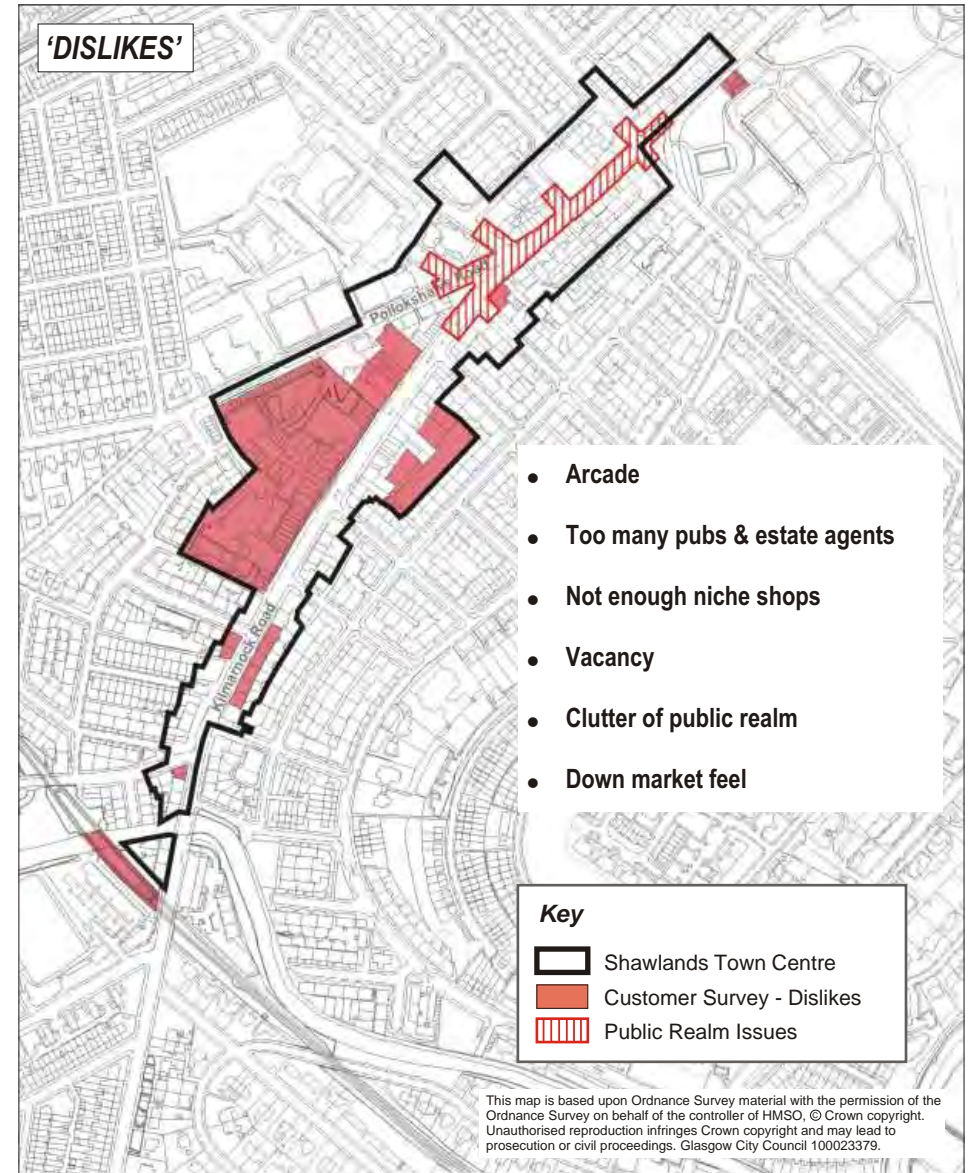 'DISLIKES'
Pollokshaws Road
Kilmarnock Road
• Arcade
• Too many pubs & estate agents
• Not enough niche shops
• Vacancy
• Clutter of public realm
• Down market feel
Key
Shawlands Town Centre
Customer Survey - Dislikes
Public Realm Issues
This map is based upon Ordnance Survey material with the permission of the
Ordnance Survey on behalf of the controller of HMSO, © Crown copyright.
Unauthorised reproduction infringes Crown copyright and may lead to
prosecution or civil proceedings. Glasgow City Council 100023379.